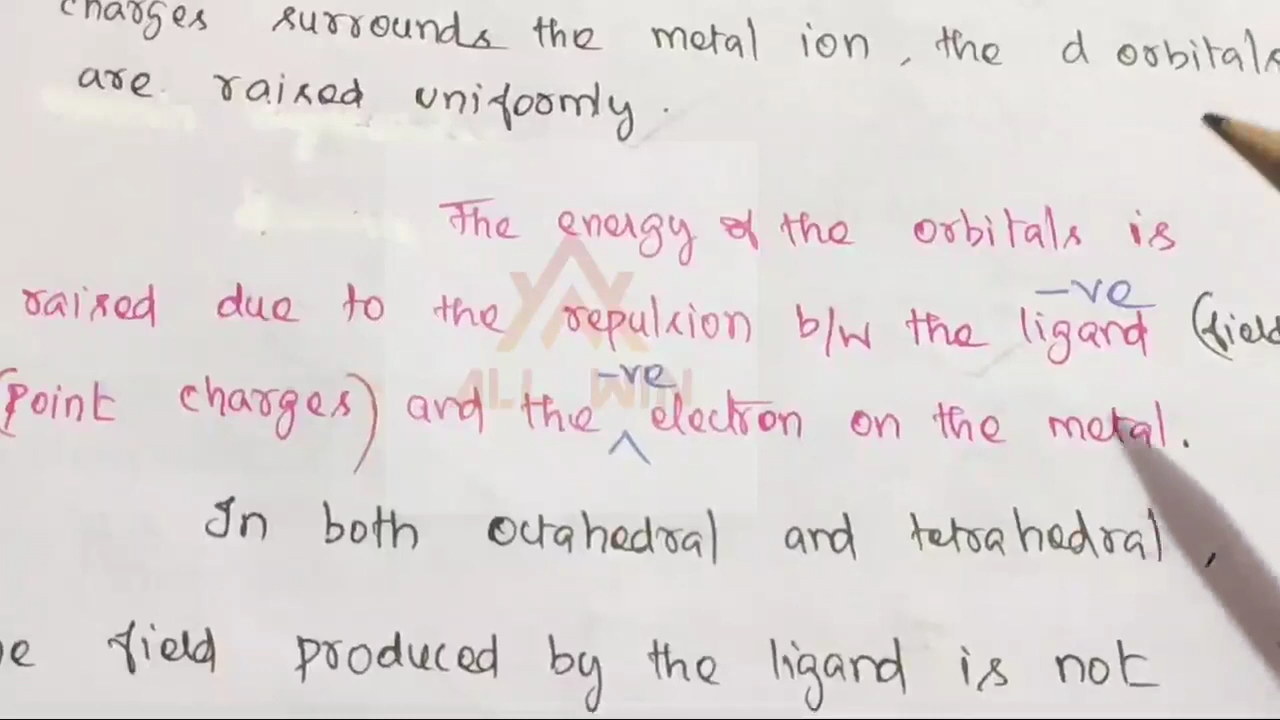 charges surrounds the metal ion, the d orbitals
are raised uniformly.
The energy of the orbitals is
raised due to the repulsion b/w the ligand (field
-ve
(point charges) and the ^ electron on the metal.
-ve
In both octahedral and tetrahedral,
field produced by the ligand is not
ALL WIN